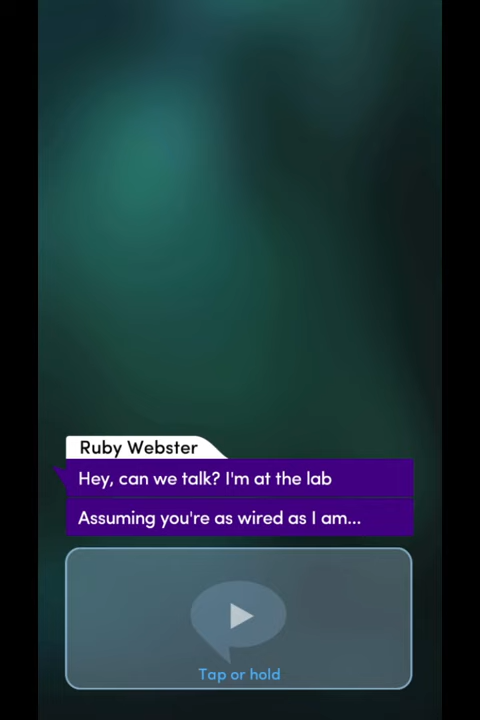 Ruby Webster
Hey, can we talk? I'm at the lab
Assuming you're as wired as I am...
Tap or hold